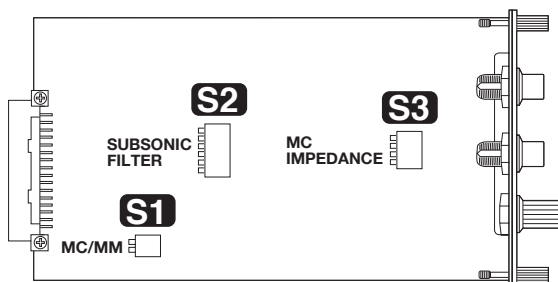 S2
S3
SUBSONIC
FILTER
MC
IMPEDANCE
S1
MC/MM